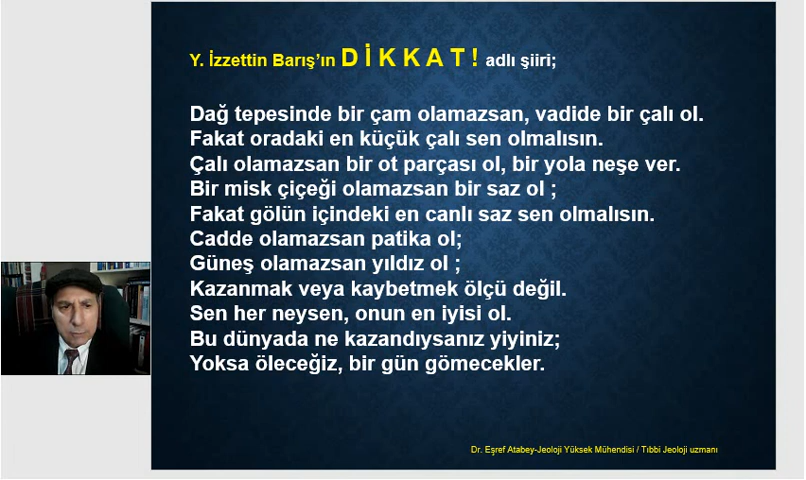 Y. İzzettin Barış’ın D İ K K A T ! adlı şiiri;
Dağ tepesinde bir çam olamazsan, vadide bir çalı ol.
Fakat oradaki en küçük çalı sen olmalısın.
Çalı olamazsan bir ot parçası ol, bir yola neşe ver.
Bir misk çiçeği olamazsan bir saz ol ;
Fakat gölün içindeki en canlı saz sen olmalısın.
Cadde olamazsan patika ol;
Güneş olamazsan yıldız ol ;
Kazanmak veya kaybetmek ölçü değil.
Sen her neysen, onun en iyisi ol.
Bu dünyada ne kazandıysanız yiyiniz;
Yoksa öleceğiz, bir gün gömecekler.
Dr. Eşref Atabey-Jeoloji Yüksek Mühendisi / Tıbbi Jeoloji uzmanı